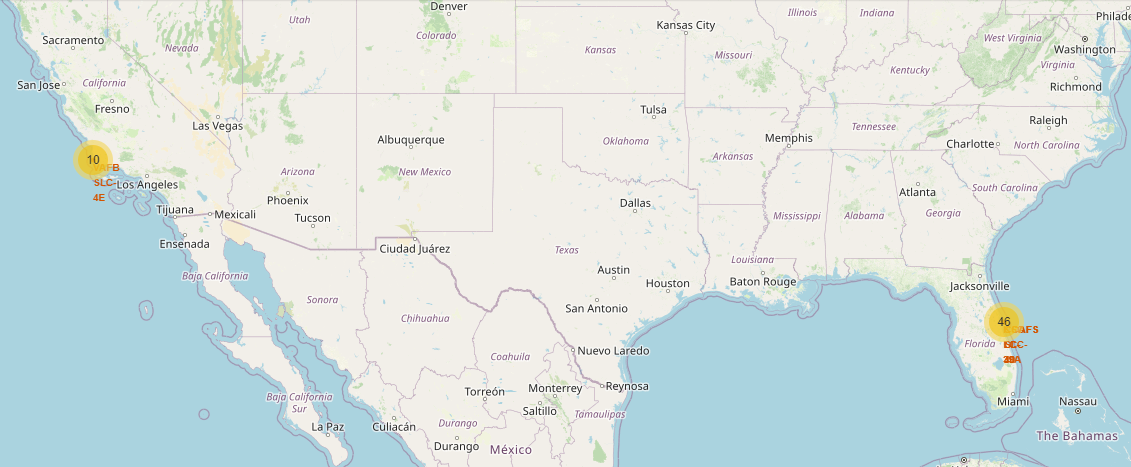 Denver
Philade
Utah
Illinois
Indiana
Kansas City
Sacramento
Colorado
West Virginia
Nevada
Kansas
Washington
Missouri
Virginia
Kentucky
San Jose
California
Richmond
Fresno
Tulsa
Las Vegas
Raleigh
Tennessee
Albuquerque
Memphis
Oklahoma
Charlotte
North Carolina
10
Arkansas
AFB
Arizona
New Mexico
SLC-
Los Angeles
South Carolina
4E
Phoenix
Atlanta
Dallas
Tijuana
Mexicali
Tucson
Mississippi
Alabama
Georgia
Ensenada
Ciudad Juárez
Texas
Louisiana
Baja California
Austin
Houston
Baton Rouge
Jacksonville
Sonora
San Antonio
Chihuahua
46
AFS
Florida
Nuevo Laredo
Coahuila
Reynosa
Monterrey
Torreón
Baja California
Sur
Miami
Nassau
Saltillo
Tamaulipas
Durango
La Paz
Culiacán
The Bahamas
Durango
México